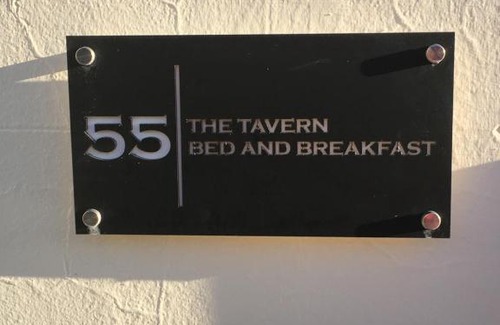 55
THE TAVERN
BED AND BREAKFAST